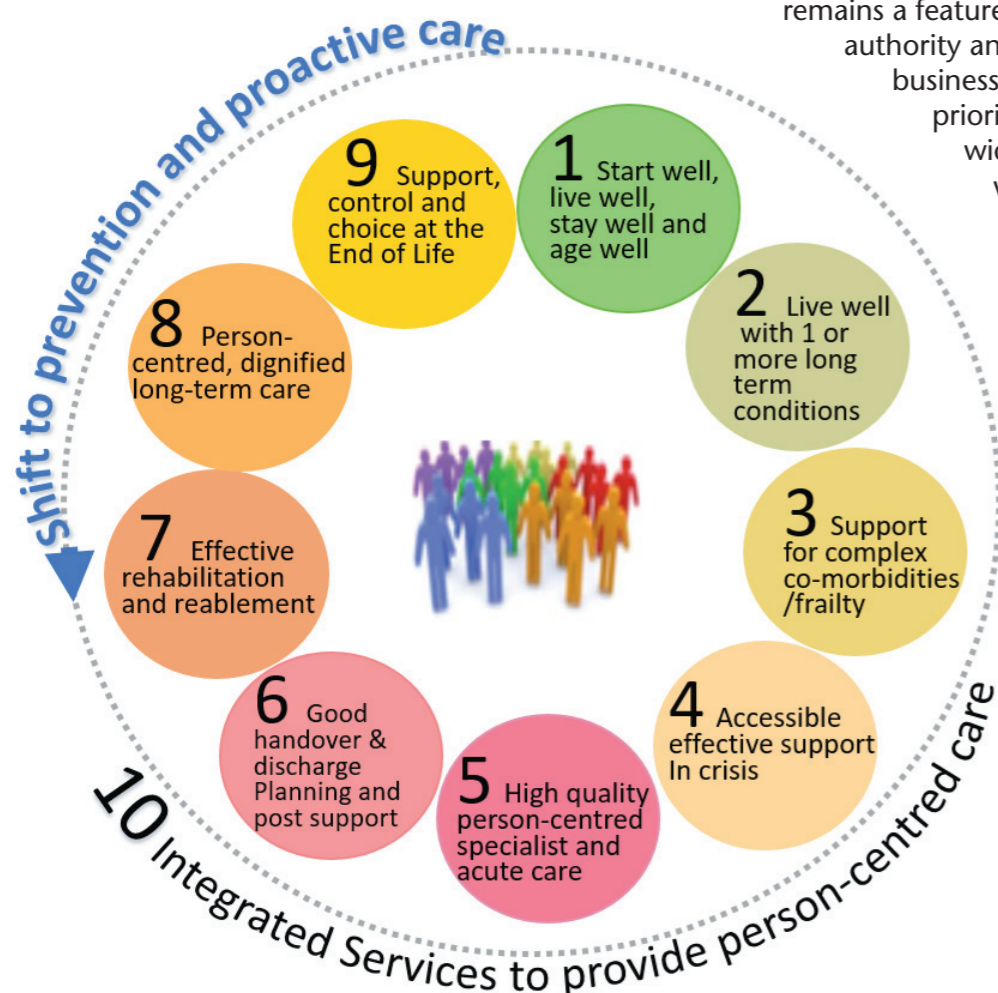 remains a feature
authority an
business
priori
wid
Shift to prevention and proactive care
1 Start well,
live well,
stay well and
age well
2 Live well
with 1 or
more long
term
conditions
3 Support
for complex
co-morbidities
/frailty
4 Accessible
effective support
In crisis
5 High quality
person-centred
specialist and
acute care
6 Good
handover &
discharge
Planning and
post support
7 Effective
rehabilitation
and reablement
8 Person-
centred, dignified
long-term care
9 Support,
control and
choice at the
End of Life
10 Integrated Services to provide person-centred care